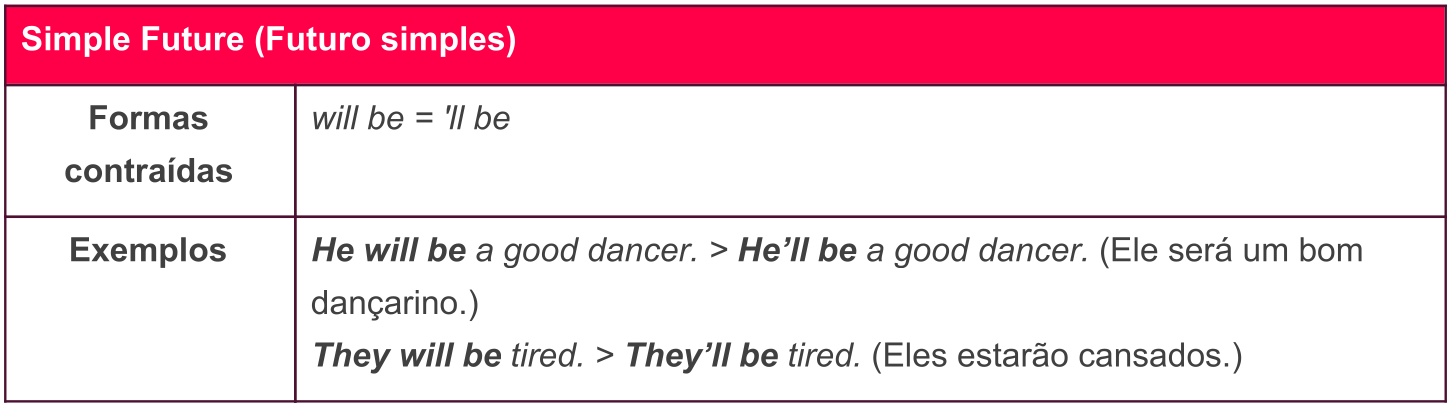 Simple Future (Futuro simples)
Formas
contraídas
will be = 'll be
Exemplos
He will be a good dancer. > He’ll be a good dancer. (Ele será um bom
dançarino.)
They will be tired. > They’ll be tired. (Eles estarão cansados.)